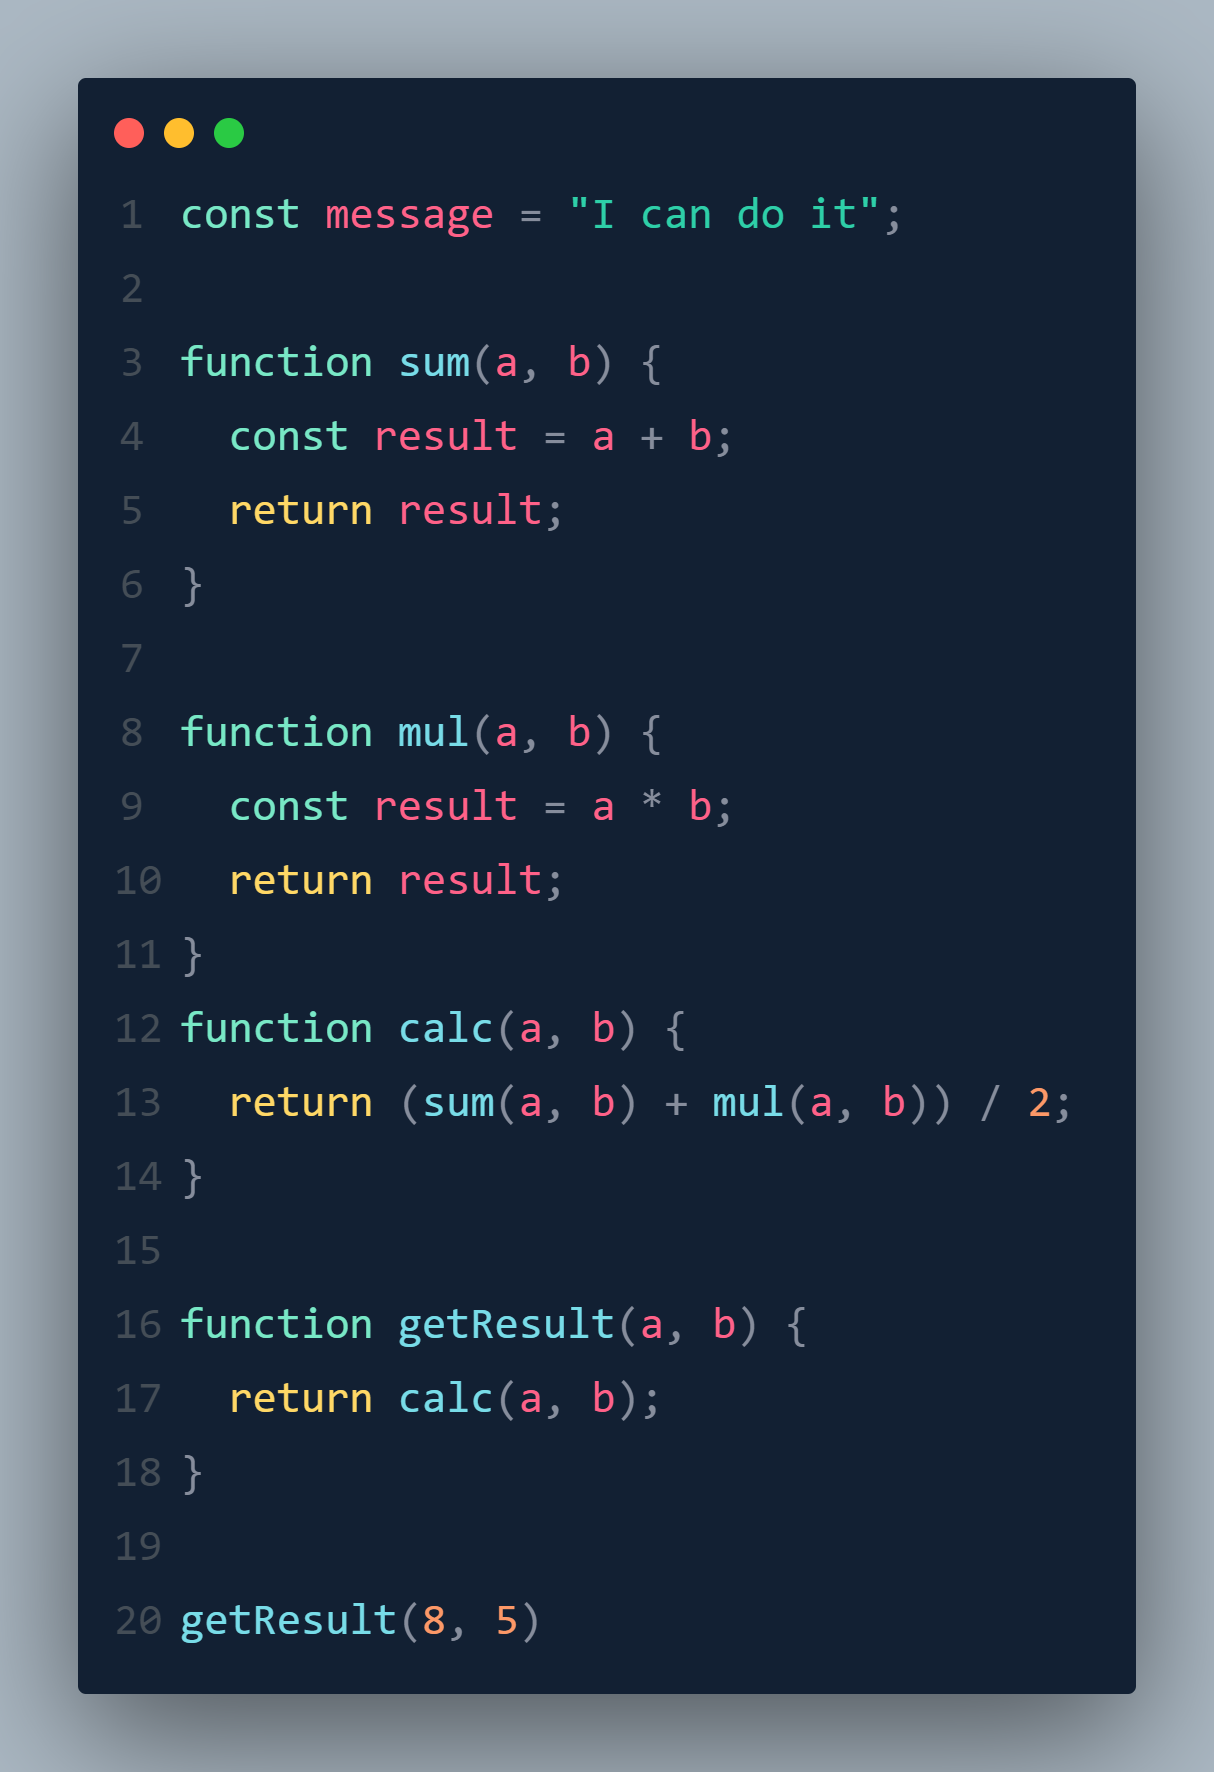 1 const message = "I can do it";
2
3 function sum(a, b) {
4   const result = a + b;
5   return result;
6 }
7
8 function mul(a, b) {
9   const result = a * b;
10   return result;
11 }
12 function calc(a, b) {
13   return (sum(a, b) + mul(a, b)) / 2;
14 }
15
16 function getResult(a, b) {
17   return calc(a, b);
18 }
19
20 getResult(8, 5)